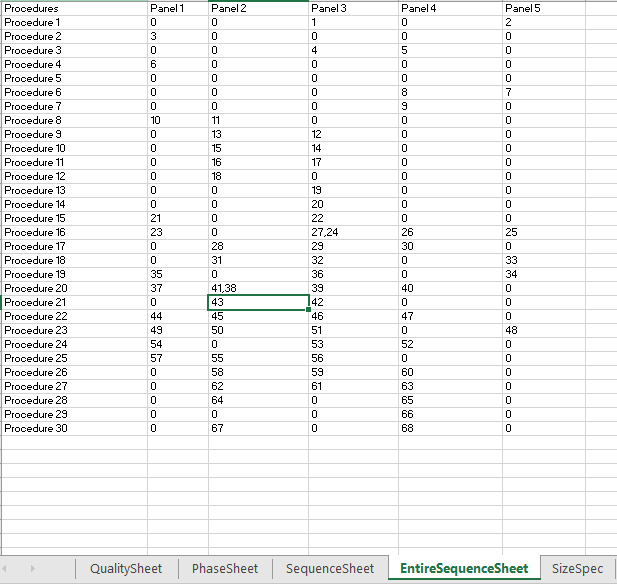 Procedures Panel 1 Panel 2 Panel 3 Panel 4 Panel 5
Procedure 1 0 0 1 0 2
Procedure 2 3 0 0 0 0
Procedure 3 0 0 4 5 0
Procedure 4 6 0 0 0 0
Procedure 5 0 0 0 0 0
Procedure 6 0 0 0 8 7
Procedure 7 0 0 0 9 0
Procedure 8 10 11 0 0 0
Procedure 9 0 13 12 0 0
Procedure 10 0 15 14 0 0
Procedure 11 0 16 17 0 0
Procedure 12 0 18 0 0 0
Procedure 13 0 0 19 0 0
Procedure 14 0 0 20 0 0
Procedure 15 21 0 22 0 0
Procedure 16 23 0 27,24 26 25
Procedure 17 0 28 29 30 0
Procedure 18 0 31 32 0 33
Procedure 19 35 0 36 0 34
Procedure 20 37 41,38 39 40 0
Procedure 21 0 43 42 0 0
Procedure 22 44 45 46 47 0
Procedure 23 49 50 51 0 48
Procedure 24 54 0 53 52 0
Procedure 25 57 55 56 0 0
Procedure 26 0 58 59 60 0
Procedure 27 0 62 61 63 0
Procedure 28 0 64 0 65 0
Procedure 29 0 0 0 66 0
Procedure 30 0 67 0 68 0
QualitySheet PhaseSheet SequenceSheet EntireSequenceSheet SizeSpec